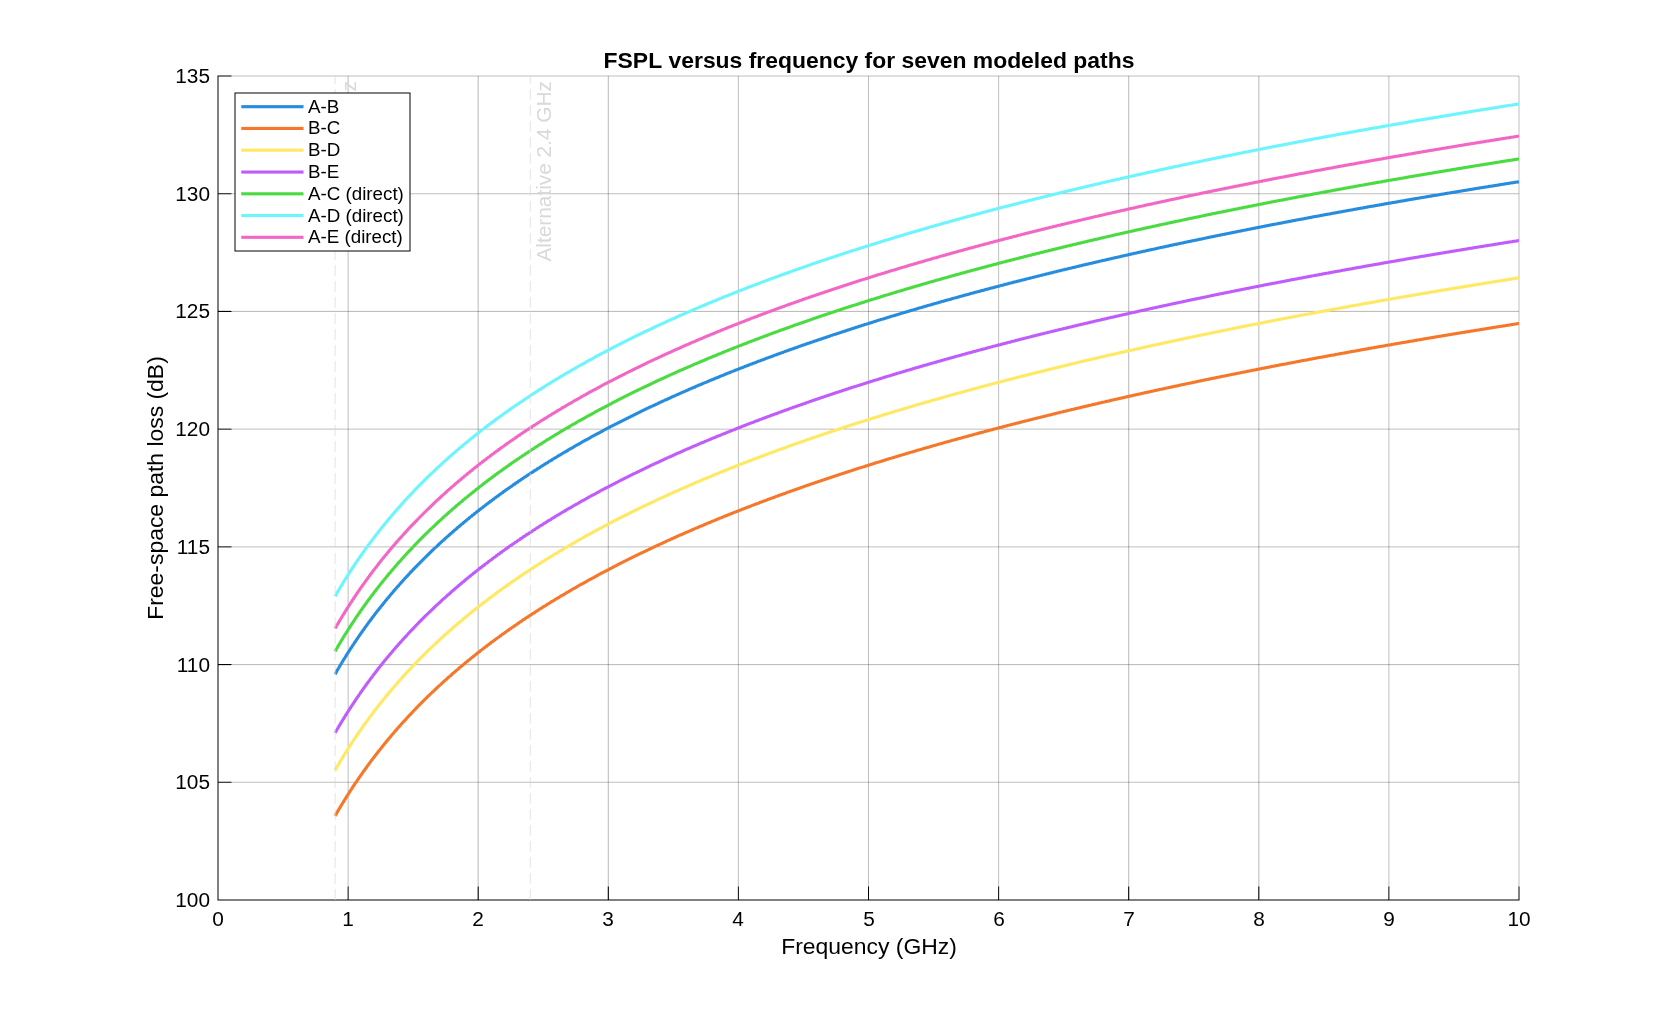 FSPL versus frequency for seven modeled paths
135
130
125
120
115
110
105
100
Free-space path loss (dB)
A-B
B-C
B-D
B-E
A-C (direct)
A-D (direct)
A-E (direct)
z
Alternative 2.4 GHz
0 1 2 3 4 5 6 7 8 9 10
Frequency (GHz)